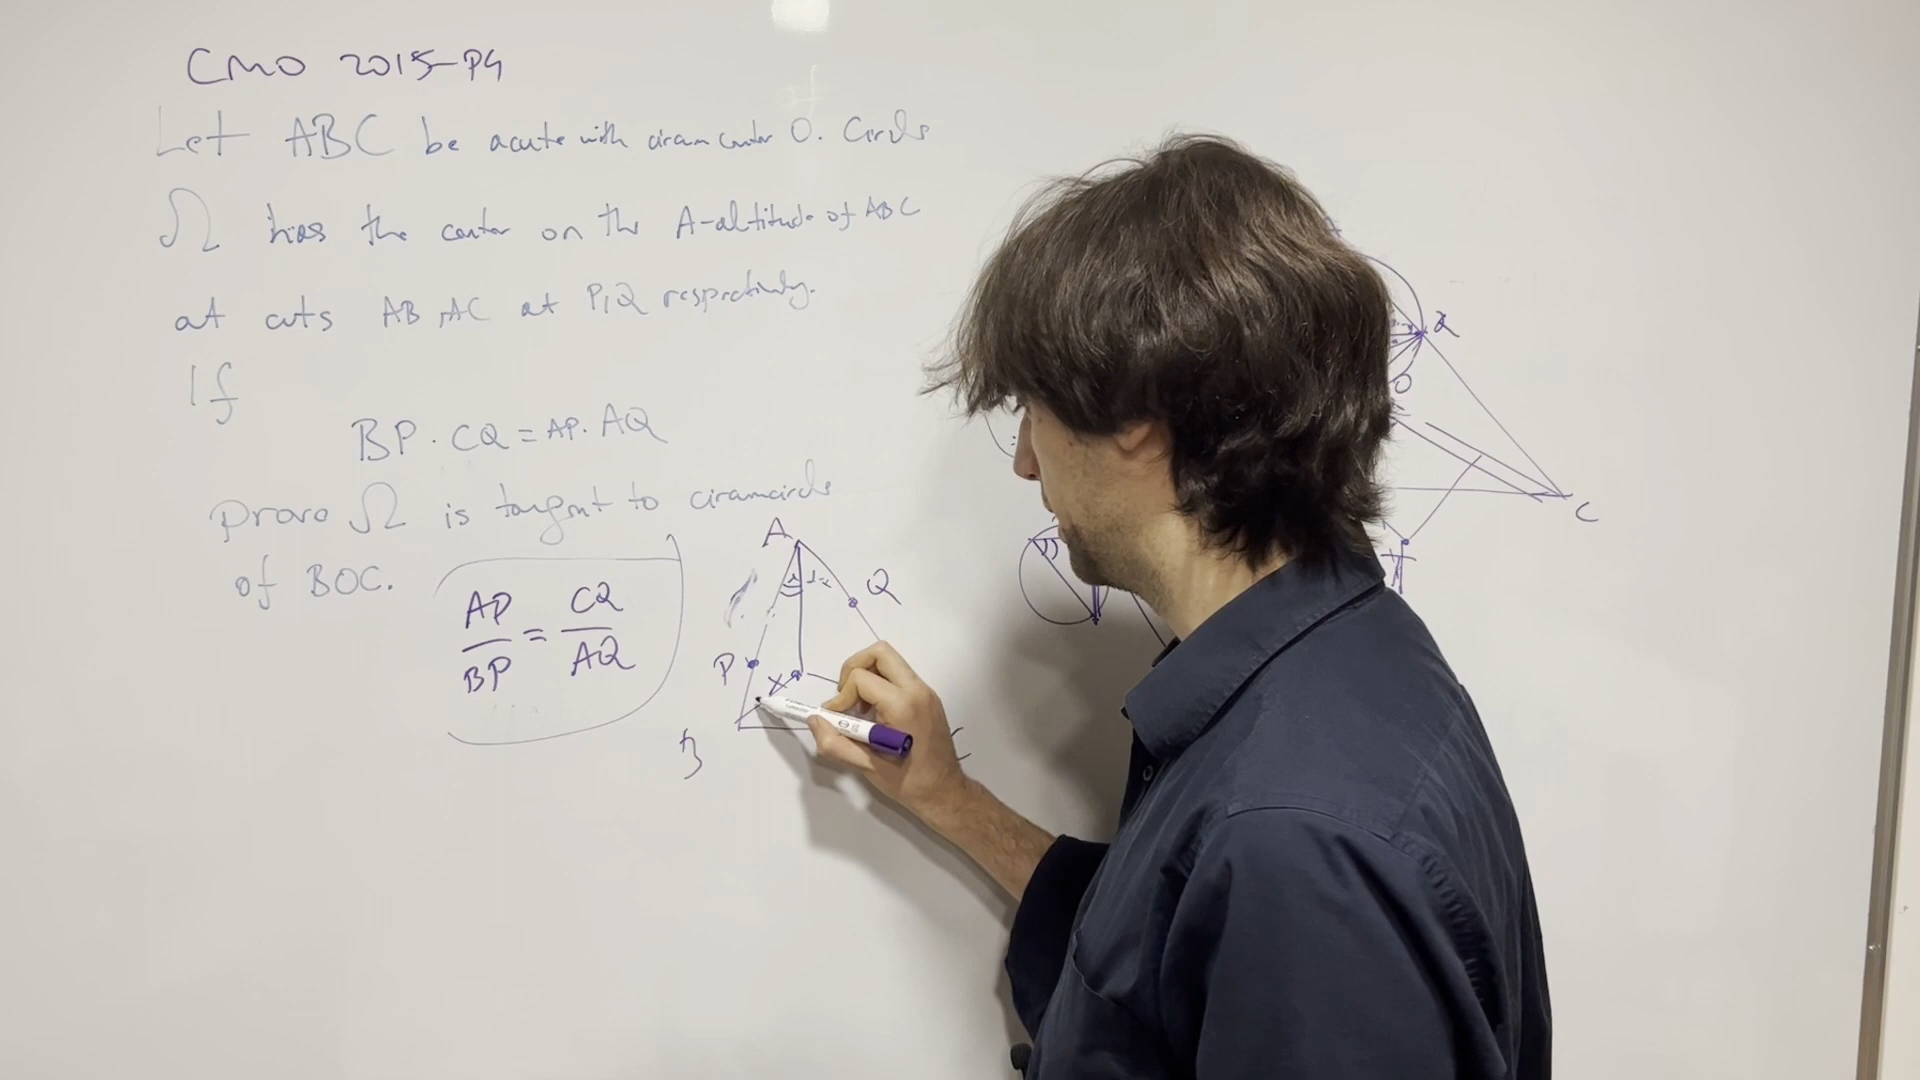 CMO 2015-P4
Let ABC be acute with circumcenter O. Circle
Ω has the center on the A-altitude of ABC
at cuts AB, AC at P, Q respectively.
If
BP · CQ = AP · AQ
prove Ω is tangent to circumcircle
of BOC.
AP/BP = CQ/AQ
A
Q
P
X
B
C
Q
O
C